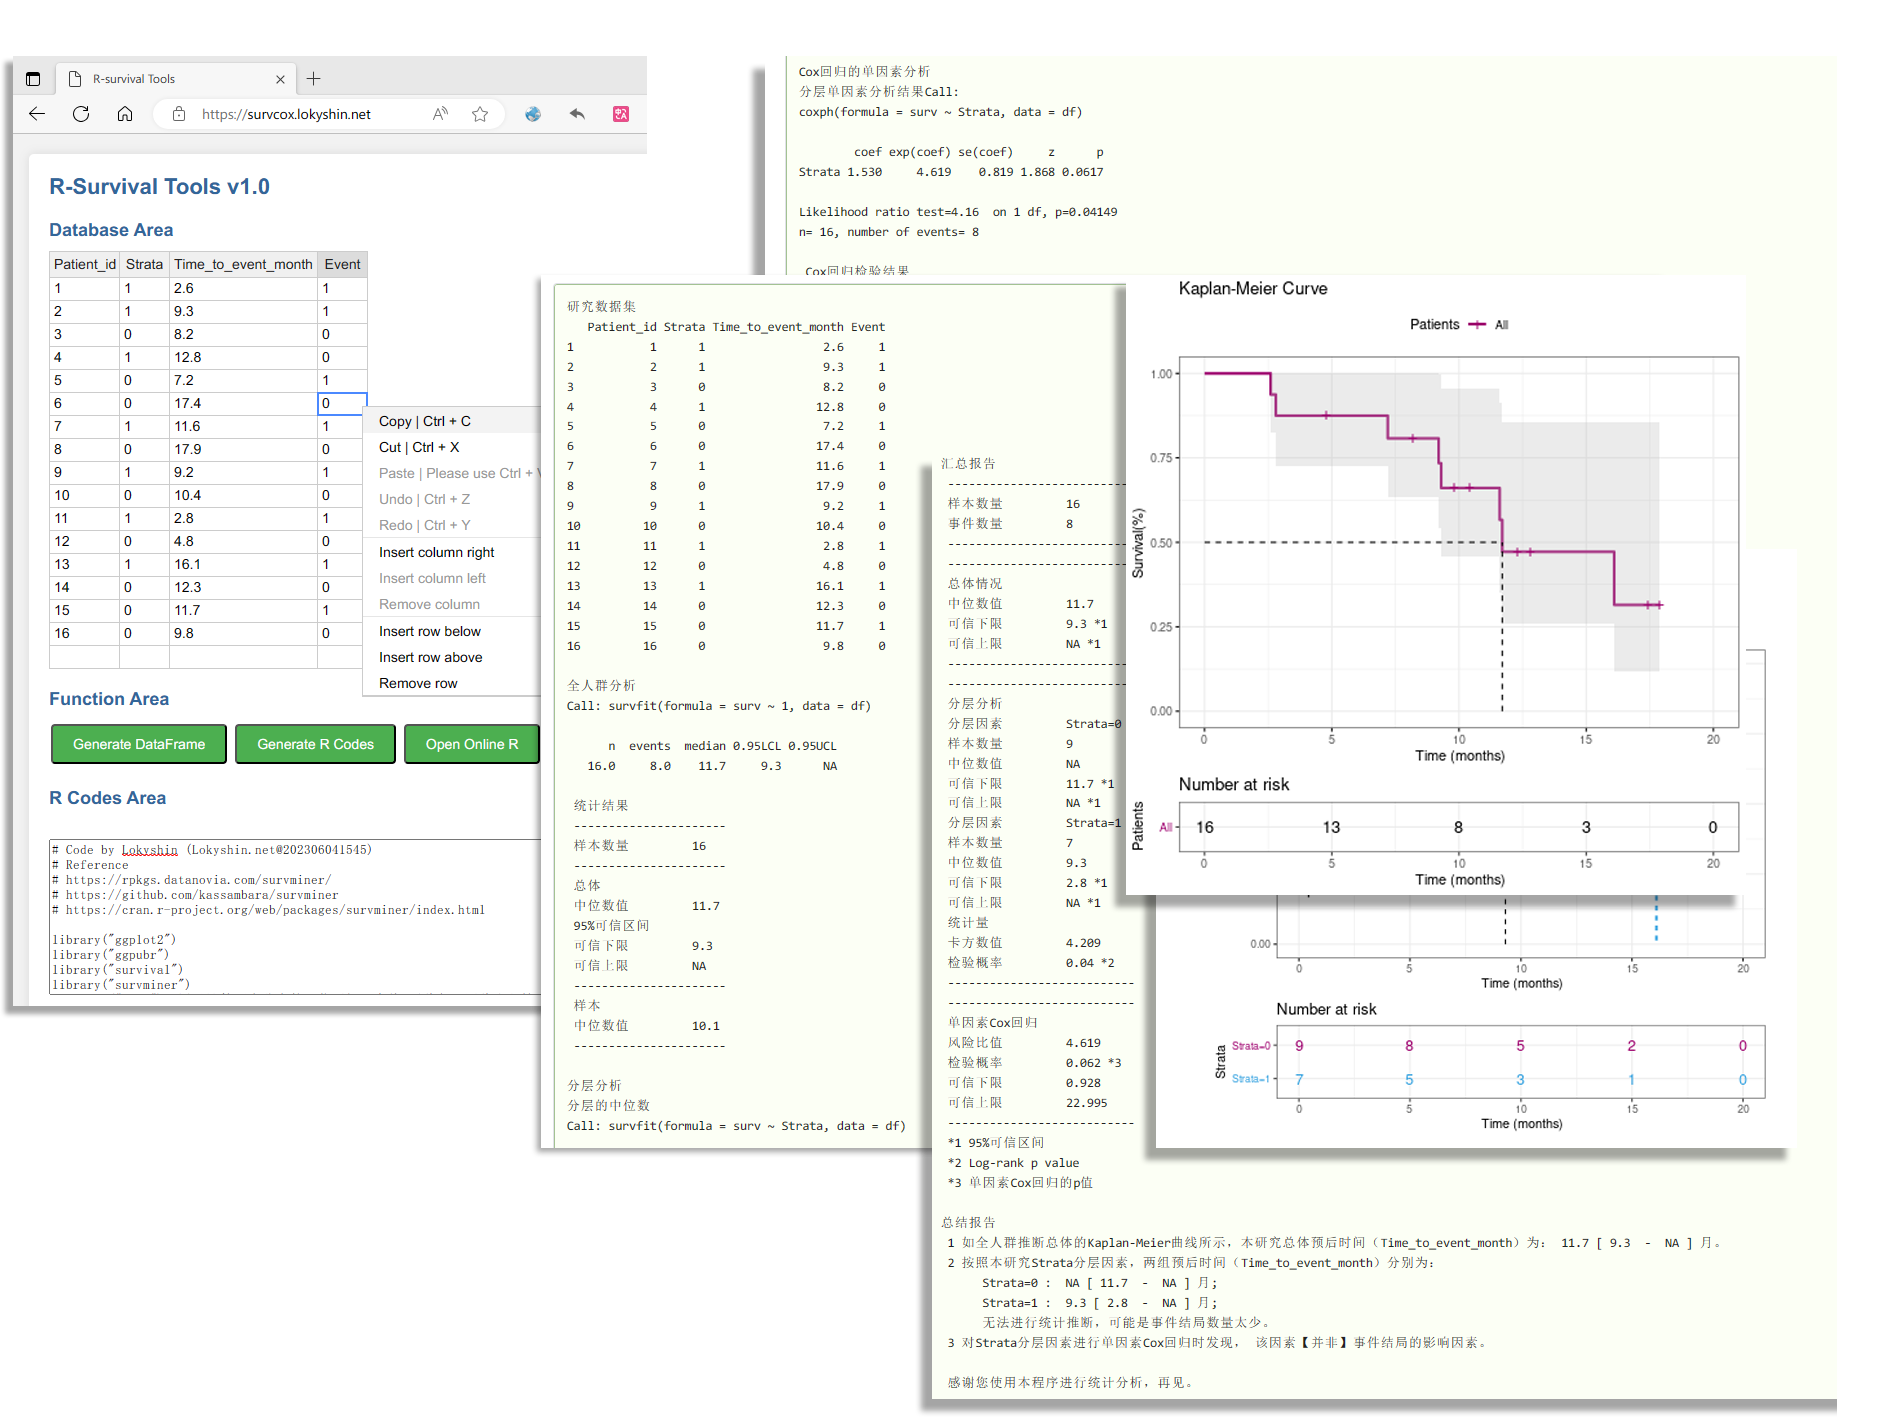 R-survival Tools
https://survcox.lokyshin.net
R-Survival Tools v1.0
Database Area
Patient_id Strata Time_to_event_month Event
1 1 2.6 1
2 1 9.3 1
3 0 8.2 0
4 1 12.8 0
5 0 7.2 1
6 0 17.4 0
7 1 11.6 1
8 0 17.9 0
9 1 9.2 1
10 0 10.4 0
11 1 2.8 1
12 0 4.8 0
13 1 16.1 1
14 0 12.3 0
15 0 11.7 1
16 0 9.8 0
Copy | Ctrl + C
Cut | Ctrl + X
Paste | Please use Ctrl +
Undo | Ctrl + Z
Redo | Ctrl + Y
Insert column right
Insert column left
Remove column
Insert row below
Insert row above
Remove row
Function Area
Generate DataFrame
Generate R Codes
Open Online R
R Codes Area
# Code by Lokyshin (Lokyshin.net@202306041545)
# Reference
# https://rpkgs.datanovia.com/survminer/
# https://github.com/kassambara/survminer
# https://cran.r-project.org/web/packages/survminer/index.html
library("ggplot2")
library("ggpubr")
library("survival")
library("survminer")
Cox回归的单因素分析
分层单因素分析结果Call:
coxph(formula = surv ~ Strata, data = df)
coef exp(coef) se(coef) z p
Strata 1.530 4.619 0.819 1.868 0.0617
Likelihood ratio test=4.16 on 1 df, p=0.04149
n= 16, number of events= 8
Cox回归检验结果
研究数据集
Patient_id Strata Time_to_event_month Event
1 1 1 2.6 1
2 2 1 9.3 1
3 3 0 8.2 0
4 4 1 12.8 0
5 5 0 7.2 1
6 6 0 17.4 0
7 7 1 11.6 1
8 8 0 17.9 0
9 9 1 9.2 1
10 10 0 10.4 0
11 11 1 2.8 1
12 12 0 4.8 0
13 13 1 16.1 1
14 14 0 12.3 0
15 15 0 11.7 1
16 16 0 9.8 0
全人群分析
Call: survfit(formula = surv ~ 1, data = df)
n events median 0.95LCL 0.95UCL
16.0 8.0 11.7 9.3 NA
统计结果
----------------------
样本数量 16
----------------------
总体
中位数值 11.7
95%可信区间
可信下限 9.3
可信上限 NA
----------------------
样本
中位数值 10.1
----------------------
分层分析
分层的中位数
Call: survfit(formula = surv ~ Strata, data = df)
汇总报告
---------------------------
样本数量 16
事件数量 8
---------------------------
---------------------------
总体情况
中位数值 11.7
可信下限 9.3 *1
可信上限 NA *1
---------------------------
---------------------------
分层分析
分层因素 Strata=0
样本数量 9
中位数值 NA
可信下限 11.7 *1
可信上限 NA *1
分层因素 Strata=1
样本数量 7
中位数值 9.3
可信下限 2.8 *1
可信上限 NA *1
统计量
卡方数值 4.209
检验概率 0.04 *2
---------------------------
---------------------------
单因素Cox回归
风险比值 4.619
检验概率 0.062 *3
可信下限 0.928
可信上限 22.995
---------------------------
*1 95%可信区间
*2 Log-rank p value
*3 单因素Cox回归的p值
总结报告
1 如全人群推断总体的Kaplan-Meier曲线所示，本研究总体预后时间（Time_to_event_month）为： 11.7 [ 9.3 - NA ] 月。
2 按照本研究Strata分层因素，两组预后时间（Time_to_event_month）分别为：
Strata=0 : NA [ 11.7 - NA ] 月;
Strata=1 : 9.3 [ 2.8 - NA ] 月;
无法进行统计推断，可能是事件结局数量太少。
3 对Strata分层因素进行单因素Cox回归时发现， 该因素【并非】事件结局的影响因素。
感谢您使用本程序进行统计分析，再见。
Kaplan-Meier Curve
Patients All
Survival(%)
1.00
0.75
0.50
0.25
0.00
0 5 10 15 20
Time (months)
Number at risk
Patients
All 16 13 8 3 0
0 5 10 15 20
Time (months)
0.00
0 5 10 15 20
Time (months)
Number at risk
Strata
Strata=0 9 8 5 2 0
Strata=1 7 5 3 1 0
0 5 10 15 20
Time (months)